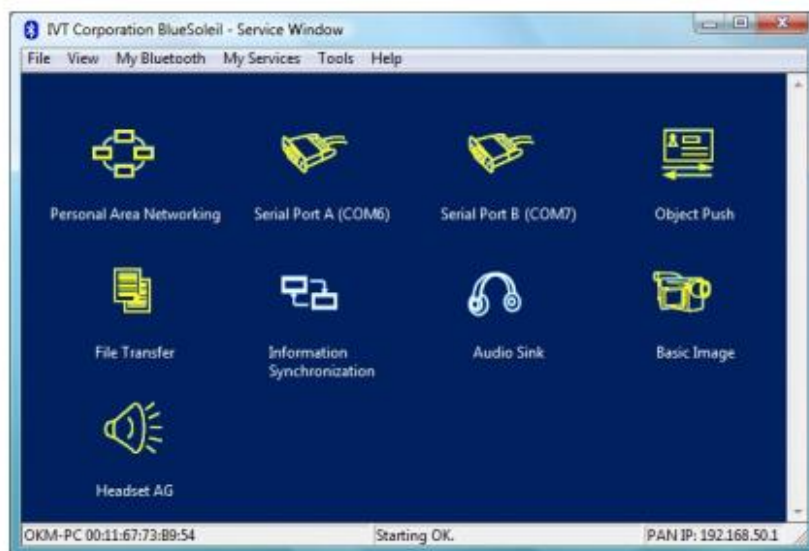 IVT Corporation BlueSoleil - Service Window
File View My Bluetooth My Services Tools Help
Personal Area Networking
Serial Port A (COM6)
Serial Port B (COM7)
Object Push
File Transfer
Information
Synchronization
Audio Sink
Basic Image
Headset AG
OKM-PC 00:11:67:73:B9:54
Starting OK.
PAN IP: 192.168.50.1